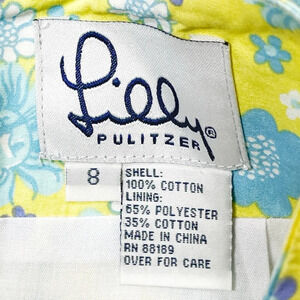 Lilly®
PULITZER
8
SHELL:
100% COTTON
LINING:
65% POLYESTER
35% COTTON
MADE IN CHINA
RN 88189
OVER FOR CARE